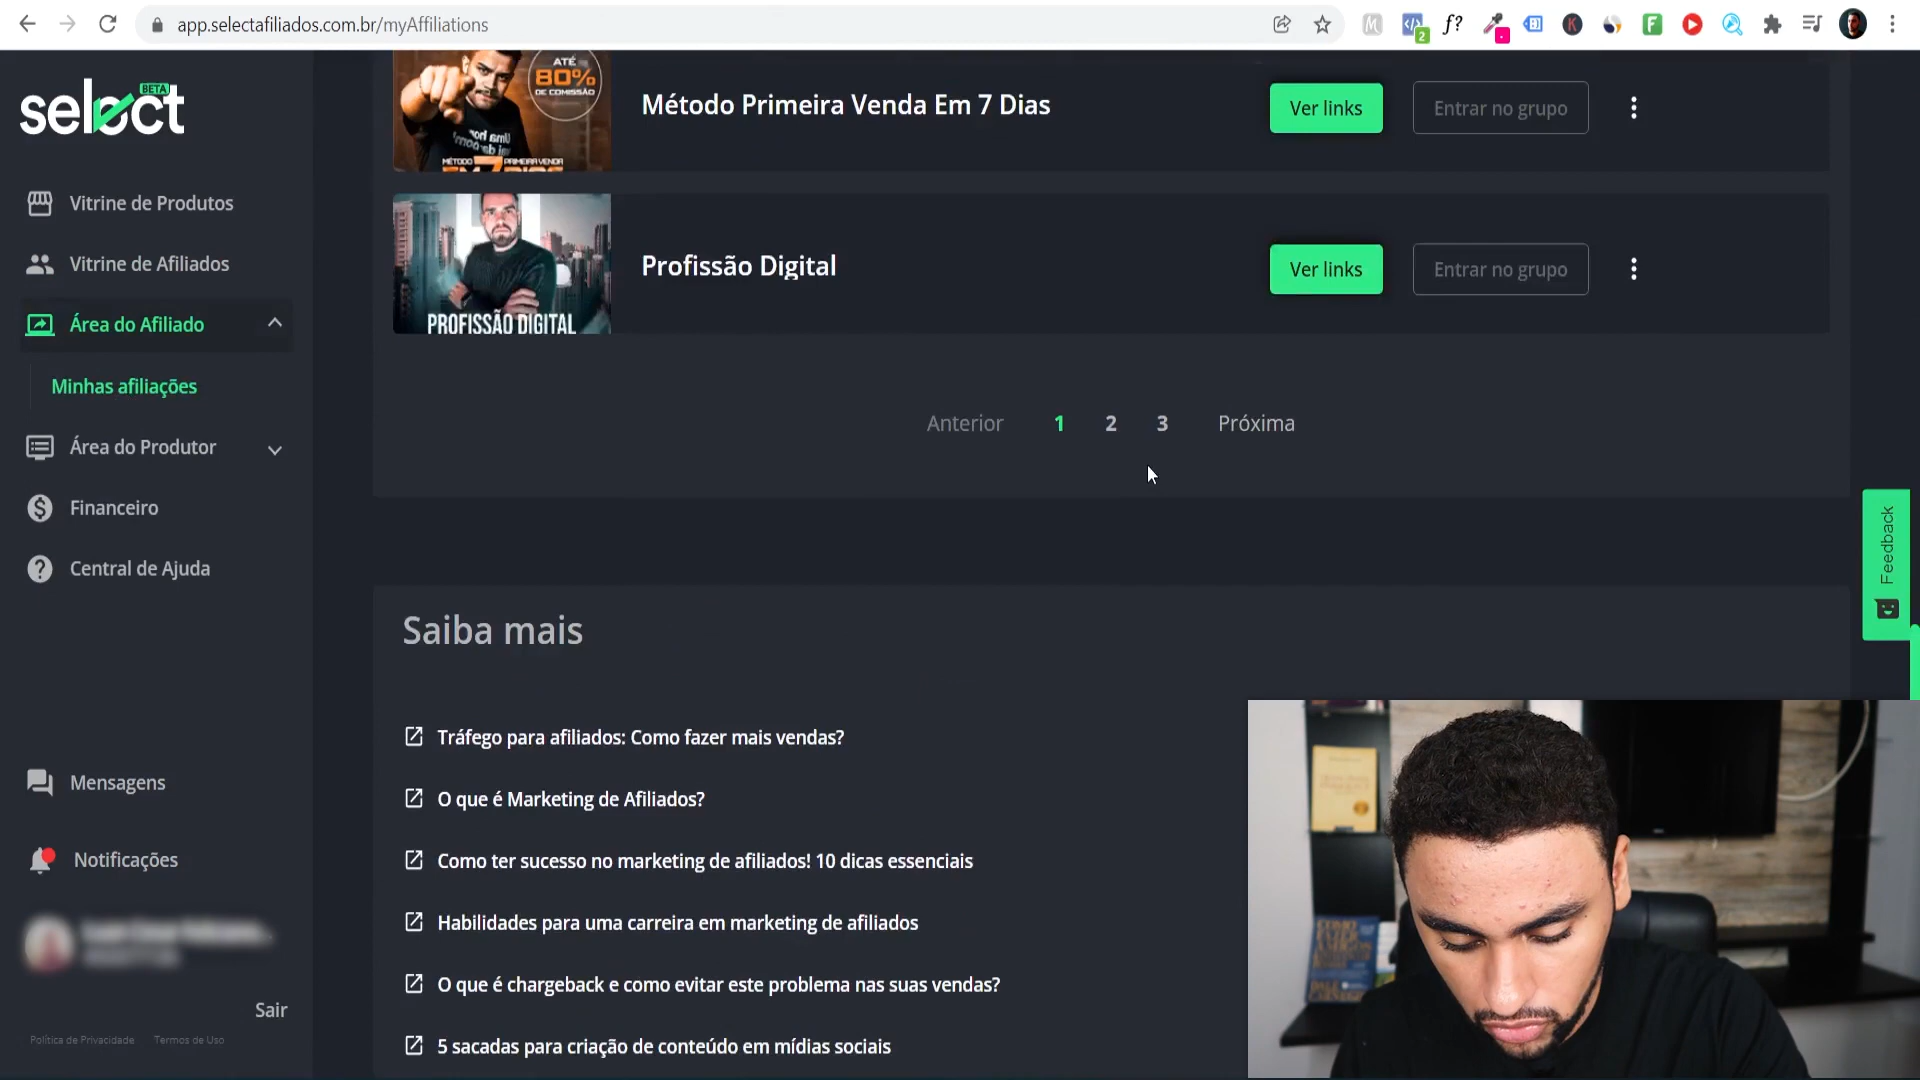 app.selectafiliados.com.br/myAffiliations
select
BETA
Vitrine de Produtos
Vitrine de Afiliados
Área do Afiliado
Minhas afiliações
Área do Produtor
Financeiro
Central de Ajuda
Mensagens
Notificações
Sair
Política de Privacidade
Termos de Uso
ATÉ
80%
DE COMISSÃO
Método Primeira Venda Em 7 Dias
Ver links
Entrar no grupo
PROFISSÃO DIGITAL
Profissão Digital
Ver links
Entrar no grupo
Anterior 1 2 3 Próxima
Feedback
Saiba mais
Tráfego para afiliados: Como fazer mais vendas?
O que é Marketing de Afiliados?
Como ter sucesso no marketing de afiliados! 10 dicas essenciais
Habilidades para uma carreira em marketing de afiliados
O que é chargeback e como evitar este problema nas suas vendas?
5 sacadas para criação de conteúdo em mídias sociais